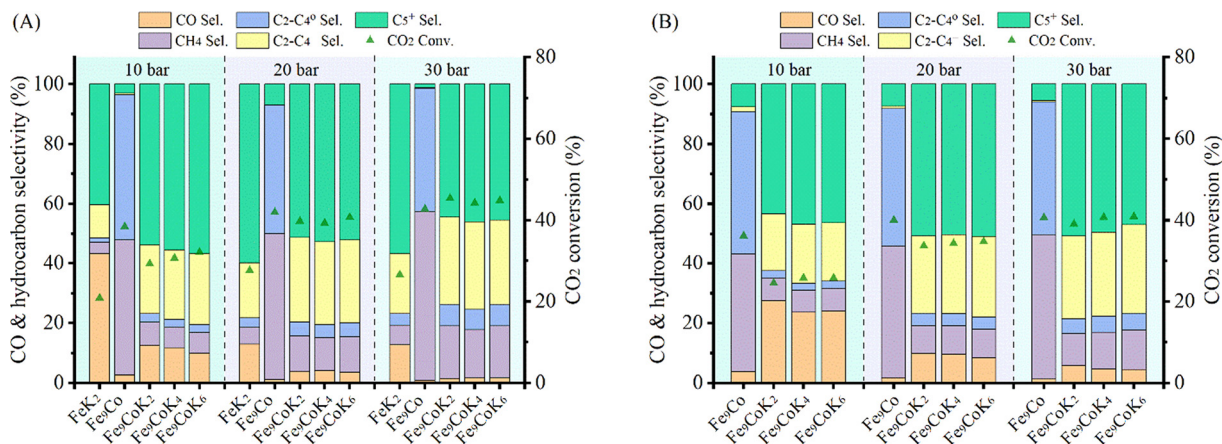 (A)
CO Sel.
C₂-C₄⁰ Sel.
C₅⁺ Sel.
CH4 Sel.
C₂-C₄ Sel.
CO₂ Conv.
10 bar
20 bar
30 bar
CO & hydrocarbon selectivity (%)
100
80
60
40
20
0
CO₂ conversion (%)
80
60
40
20
0
FeK₂
Fe₉Co
Fe₉CoK₂
Fe₉CoK₄
Fe₉CoK₆
FeK₂
Fe₉Co
Fe₉CoK₂
Fe₉CoK₄
Fe₉CoK₆
FeK₂
Fe₉Co
Fe₉CoK₂
Fe₉CoK₄
Fe₉CoK₆
(B)
CO Sel.
C₂-C₄⁰ Sel.
C₅⁺ Sel.
CH4 Sel.
C₂-C₄⁼ Sel.
CO₂ Conv.
10 bar
20 bar
30 bar
CO & hydrocarbon selectivity (%)
100
80
60
40
20
0
CO₂ conversion (%)
80
60
40
20
0
Fe₉Co
Fe₉CoK₂
Fe₉CoK₄
Fe₉CoK₆
Fe₉Co
Fe₉CoK₂
Fe₉CoK₄
Fe₉CoK₆
Fe₉Co
Fe₉CoK₂
Fe₉CoK₄
Fe₉CoK₆